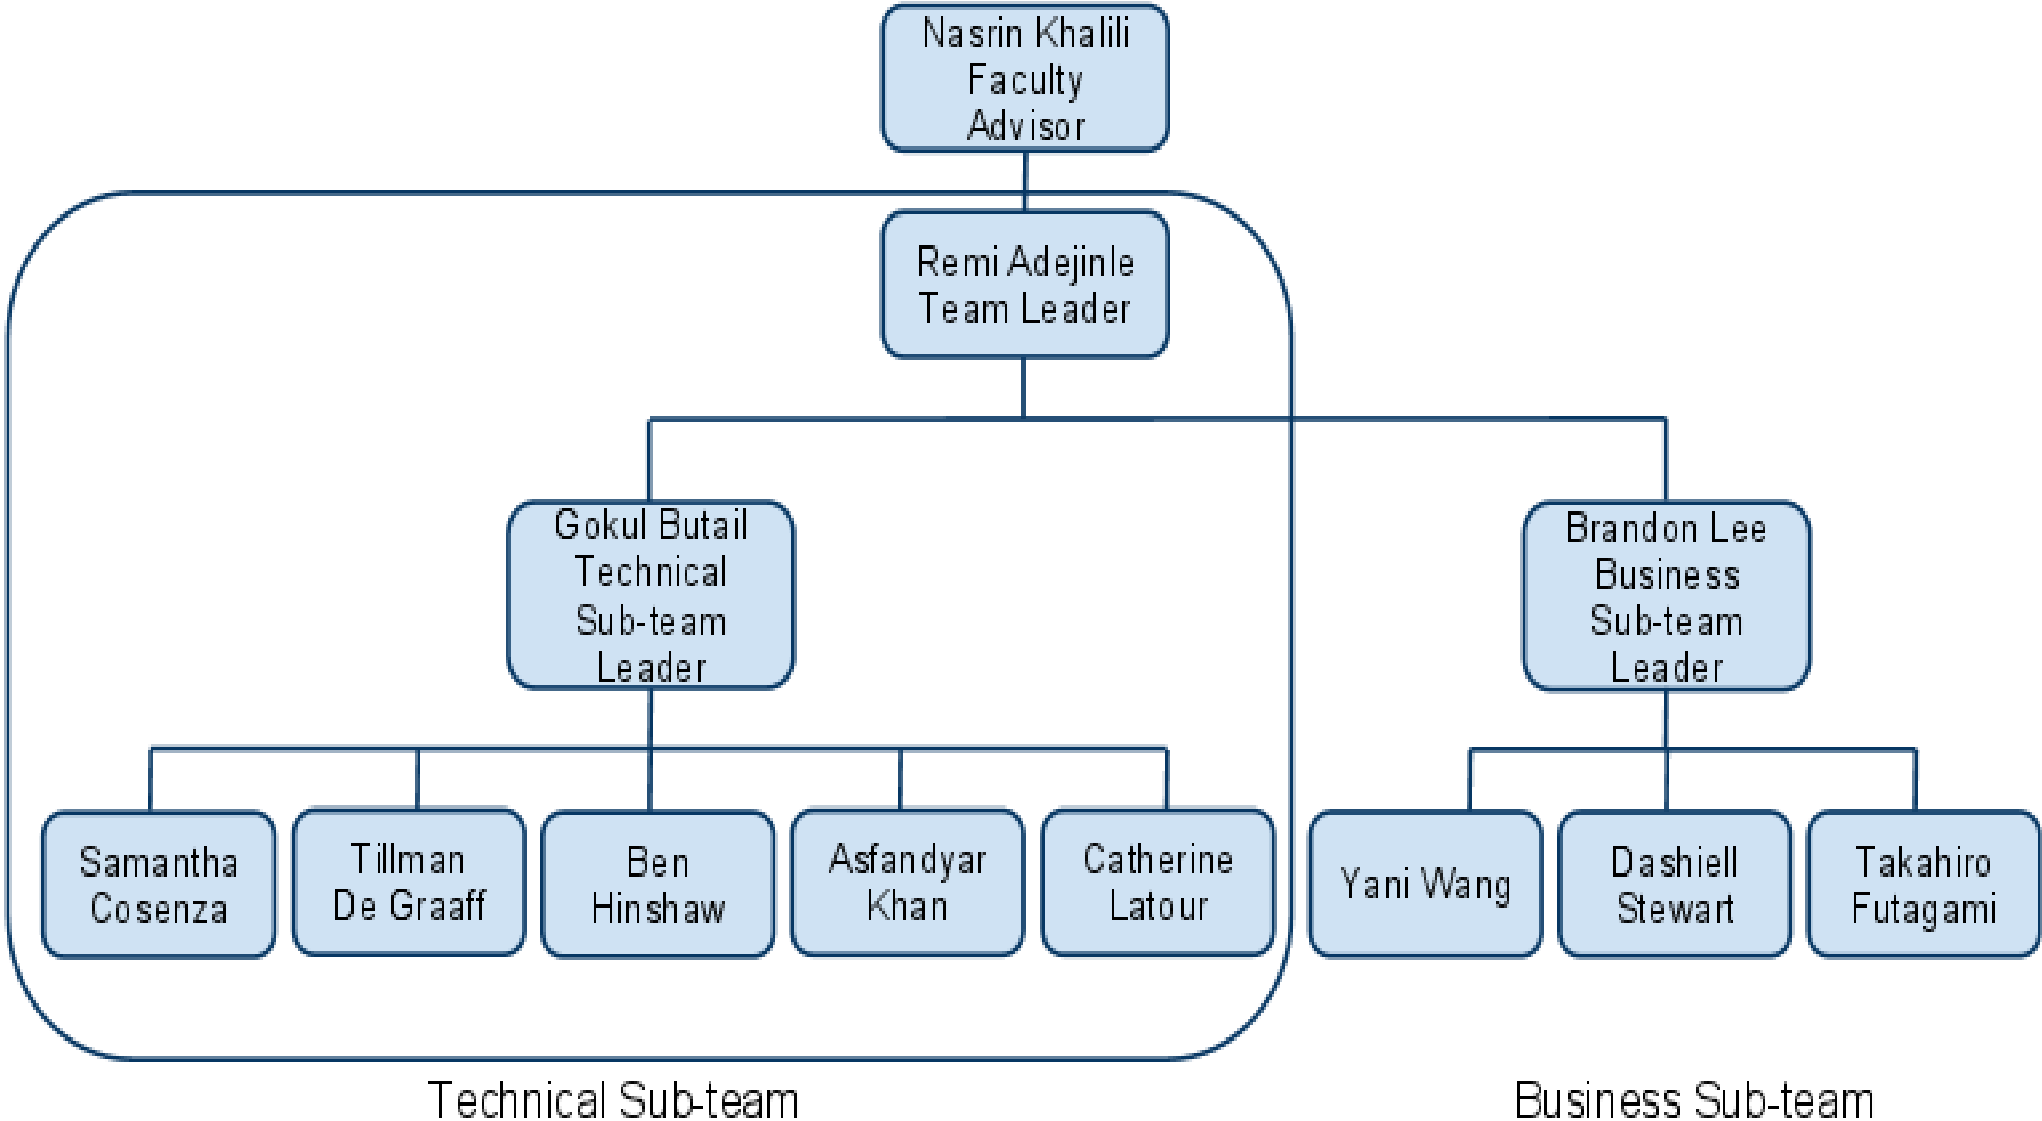 Nasrin Khalili
Faculty
Advisor
Remi Adejinle
Team Leader
Gokul Butail
Technical
Sub-team
Leader
Brandon Lee
Business
Sub-team
Leader
Samantha
Cosenza
Tillman
De Graaff
Ben
Hinshaw
Asfandyar
Khan
Catherine
Latour
Yani Wang
Dashiell
Stewart
Takahiro
Futagami
Technical Sub-team
Business Sub-team